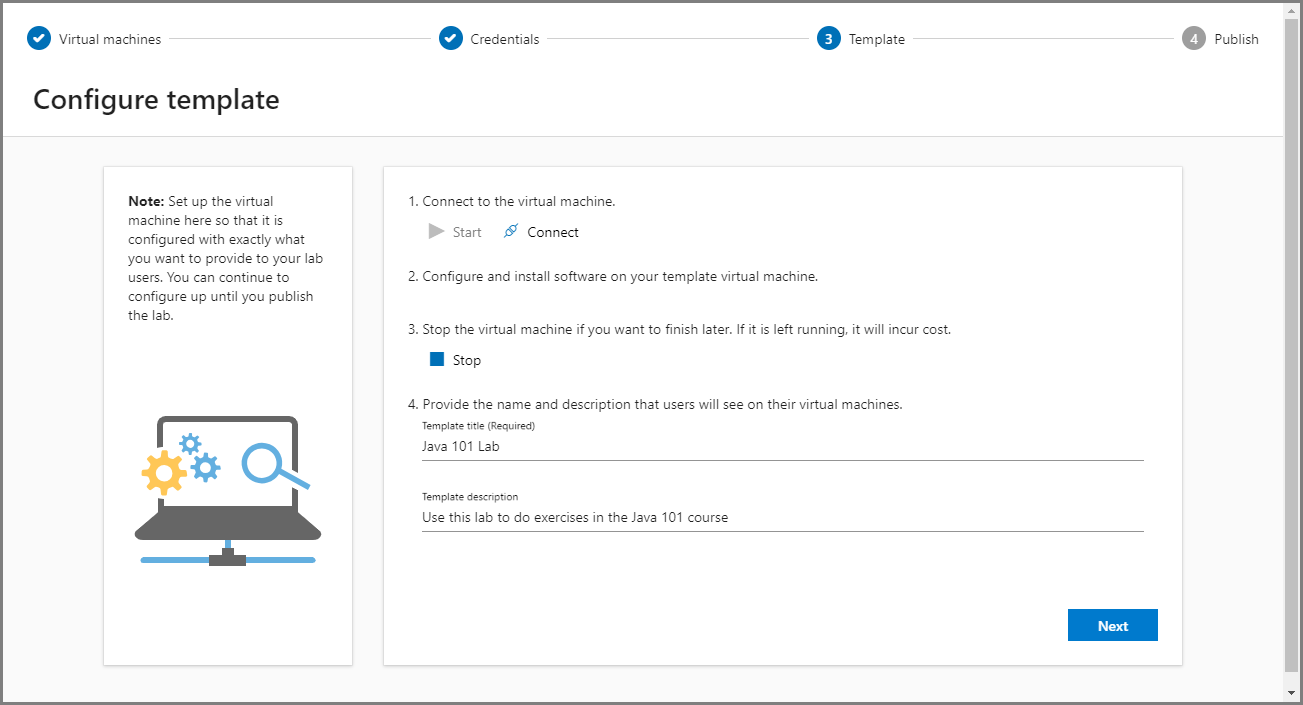 Virtual machines
Credentials
3 Template
4 Publish
Configure template
Note: Set up the virtual
machine here so that it is
configured with exactly what
you want to provide to your lab
users. You can continue to
configure up until you publish
the lab.
1. Connect to the virtual machine.
Start Connect
2. Configure and install software on your template virtual machine.
3. Stop the virtual machine if you want to finish later. If it is left running, it will incur cost.
Stop
4. Provide the name and description that users will see on their virtual machines.
Template title (Required)
Java 101 Lab
Template description
Use this lab to do exercises in the Java 101 course
Next